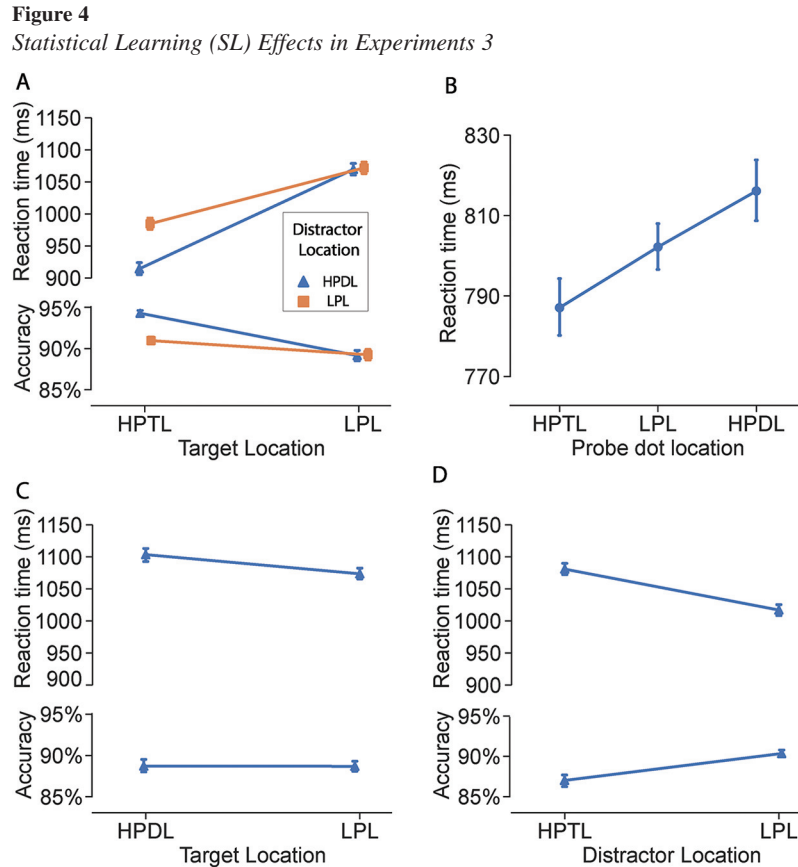 Figure 4
Statistical Learning (SL) Effects in Experiments 3
A
Reaction time (ms)
1150
1100
1050
1000
950
900
Distractor
Location
HPDL
LPL
Accuracy
95%
90%
85%
HPTL
LPL
Target Location
B
Reaction time (ms)
830
810
790
770
HPTL
LPL
HPDL
Probe dot location
C
Reaction time (ms)
1150
1100
1050
1000
950
900
Accuracy
95%
90%
85%
HPDL
LPL
Target Location
D
Reaction time (ms)
1150
1100
1050
1000
950
900
Accuracy
95%
90%
85%
HPTL
LPL
Distractor Location